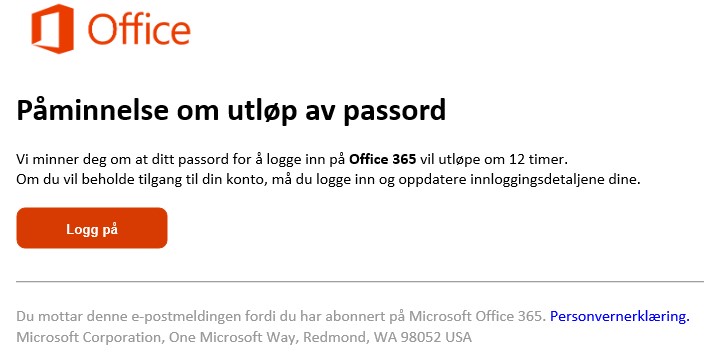 Office
Påminnelse om utløp av passord
Vi minner deg om at ditt passord for å logge inn på Office 365 vil utløpe om 12 timer.
Om du vil beholde tilgang til din konto, må du logge inn og oppdatere innloggingsdetaljene dine.
Logg på
Du mottar denne e-postmeldingen fordi du har abonnert på Microsoft Office 365. Personvernerklæring.
Microsoft Corporation, One Microsoft Way, Redmond, WA 98052 USA